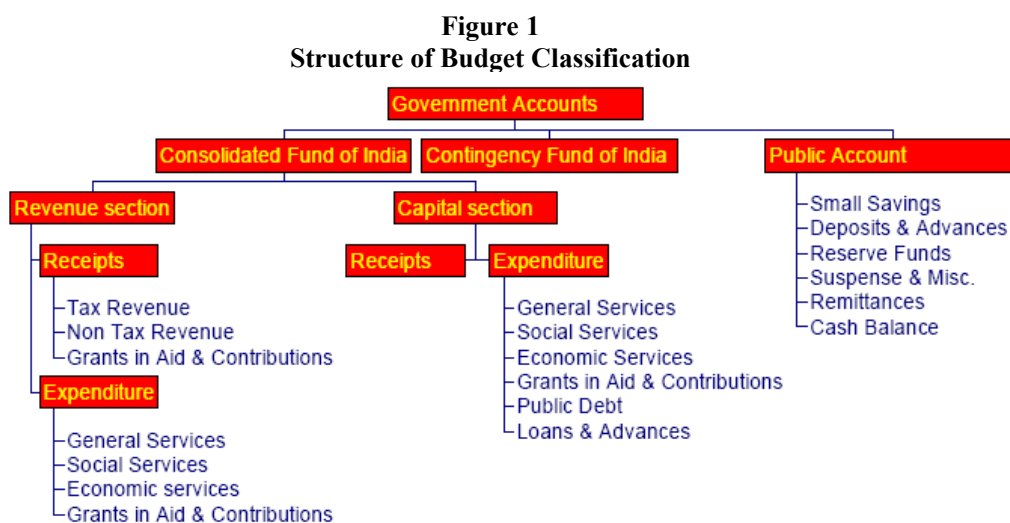 Figure 1
Structure of Budget Classification
Government Accounts
Consolidated Fund of India
Contingency Fund of India
Public Account
Revenue section
Capital section
Small Savings
Deposits & Advances
Reserve Funds
Suspense & Misc.
Remittances
Cash Balance
Receipts
Tax Revenue
Non Tax Revenue
Grants in Aid & Contributions
Expenditure
General Services
Social Services
Economic services
Grants in Aid & Contributions
Receipts
Expenditure
General Services
Social Services
Economic Services
Grants in Aid & Contributions
Public Debt
Loans & Advances